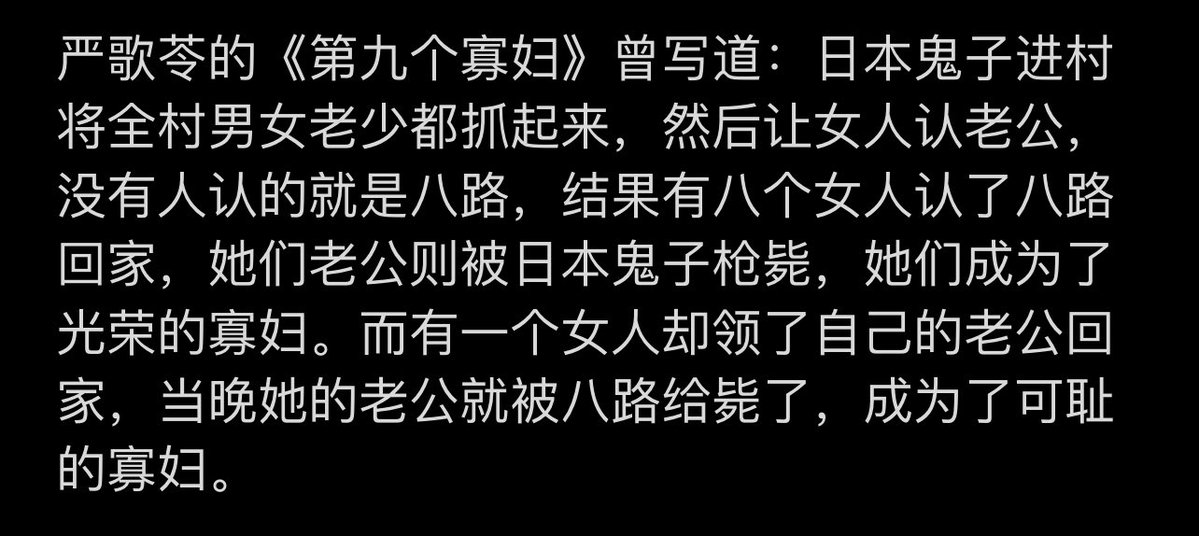 严歌苓的《第九个寡妇》曾写道：日本鬼子进村
将全村男女老少都抓起来，然后让女人认老公，
没有人认的就是八路，结果有八个女人认了八路
回家，她们老公则被日本鬼子枪毙，她们成为了
光荣的寡妇。而有一个女人却领了自己的老公回
家，当晚她的老公就被八路给毙了，成为了可耻
的寡妇。